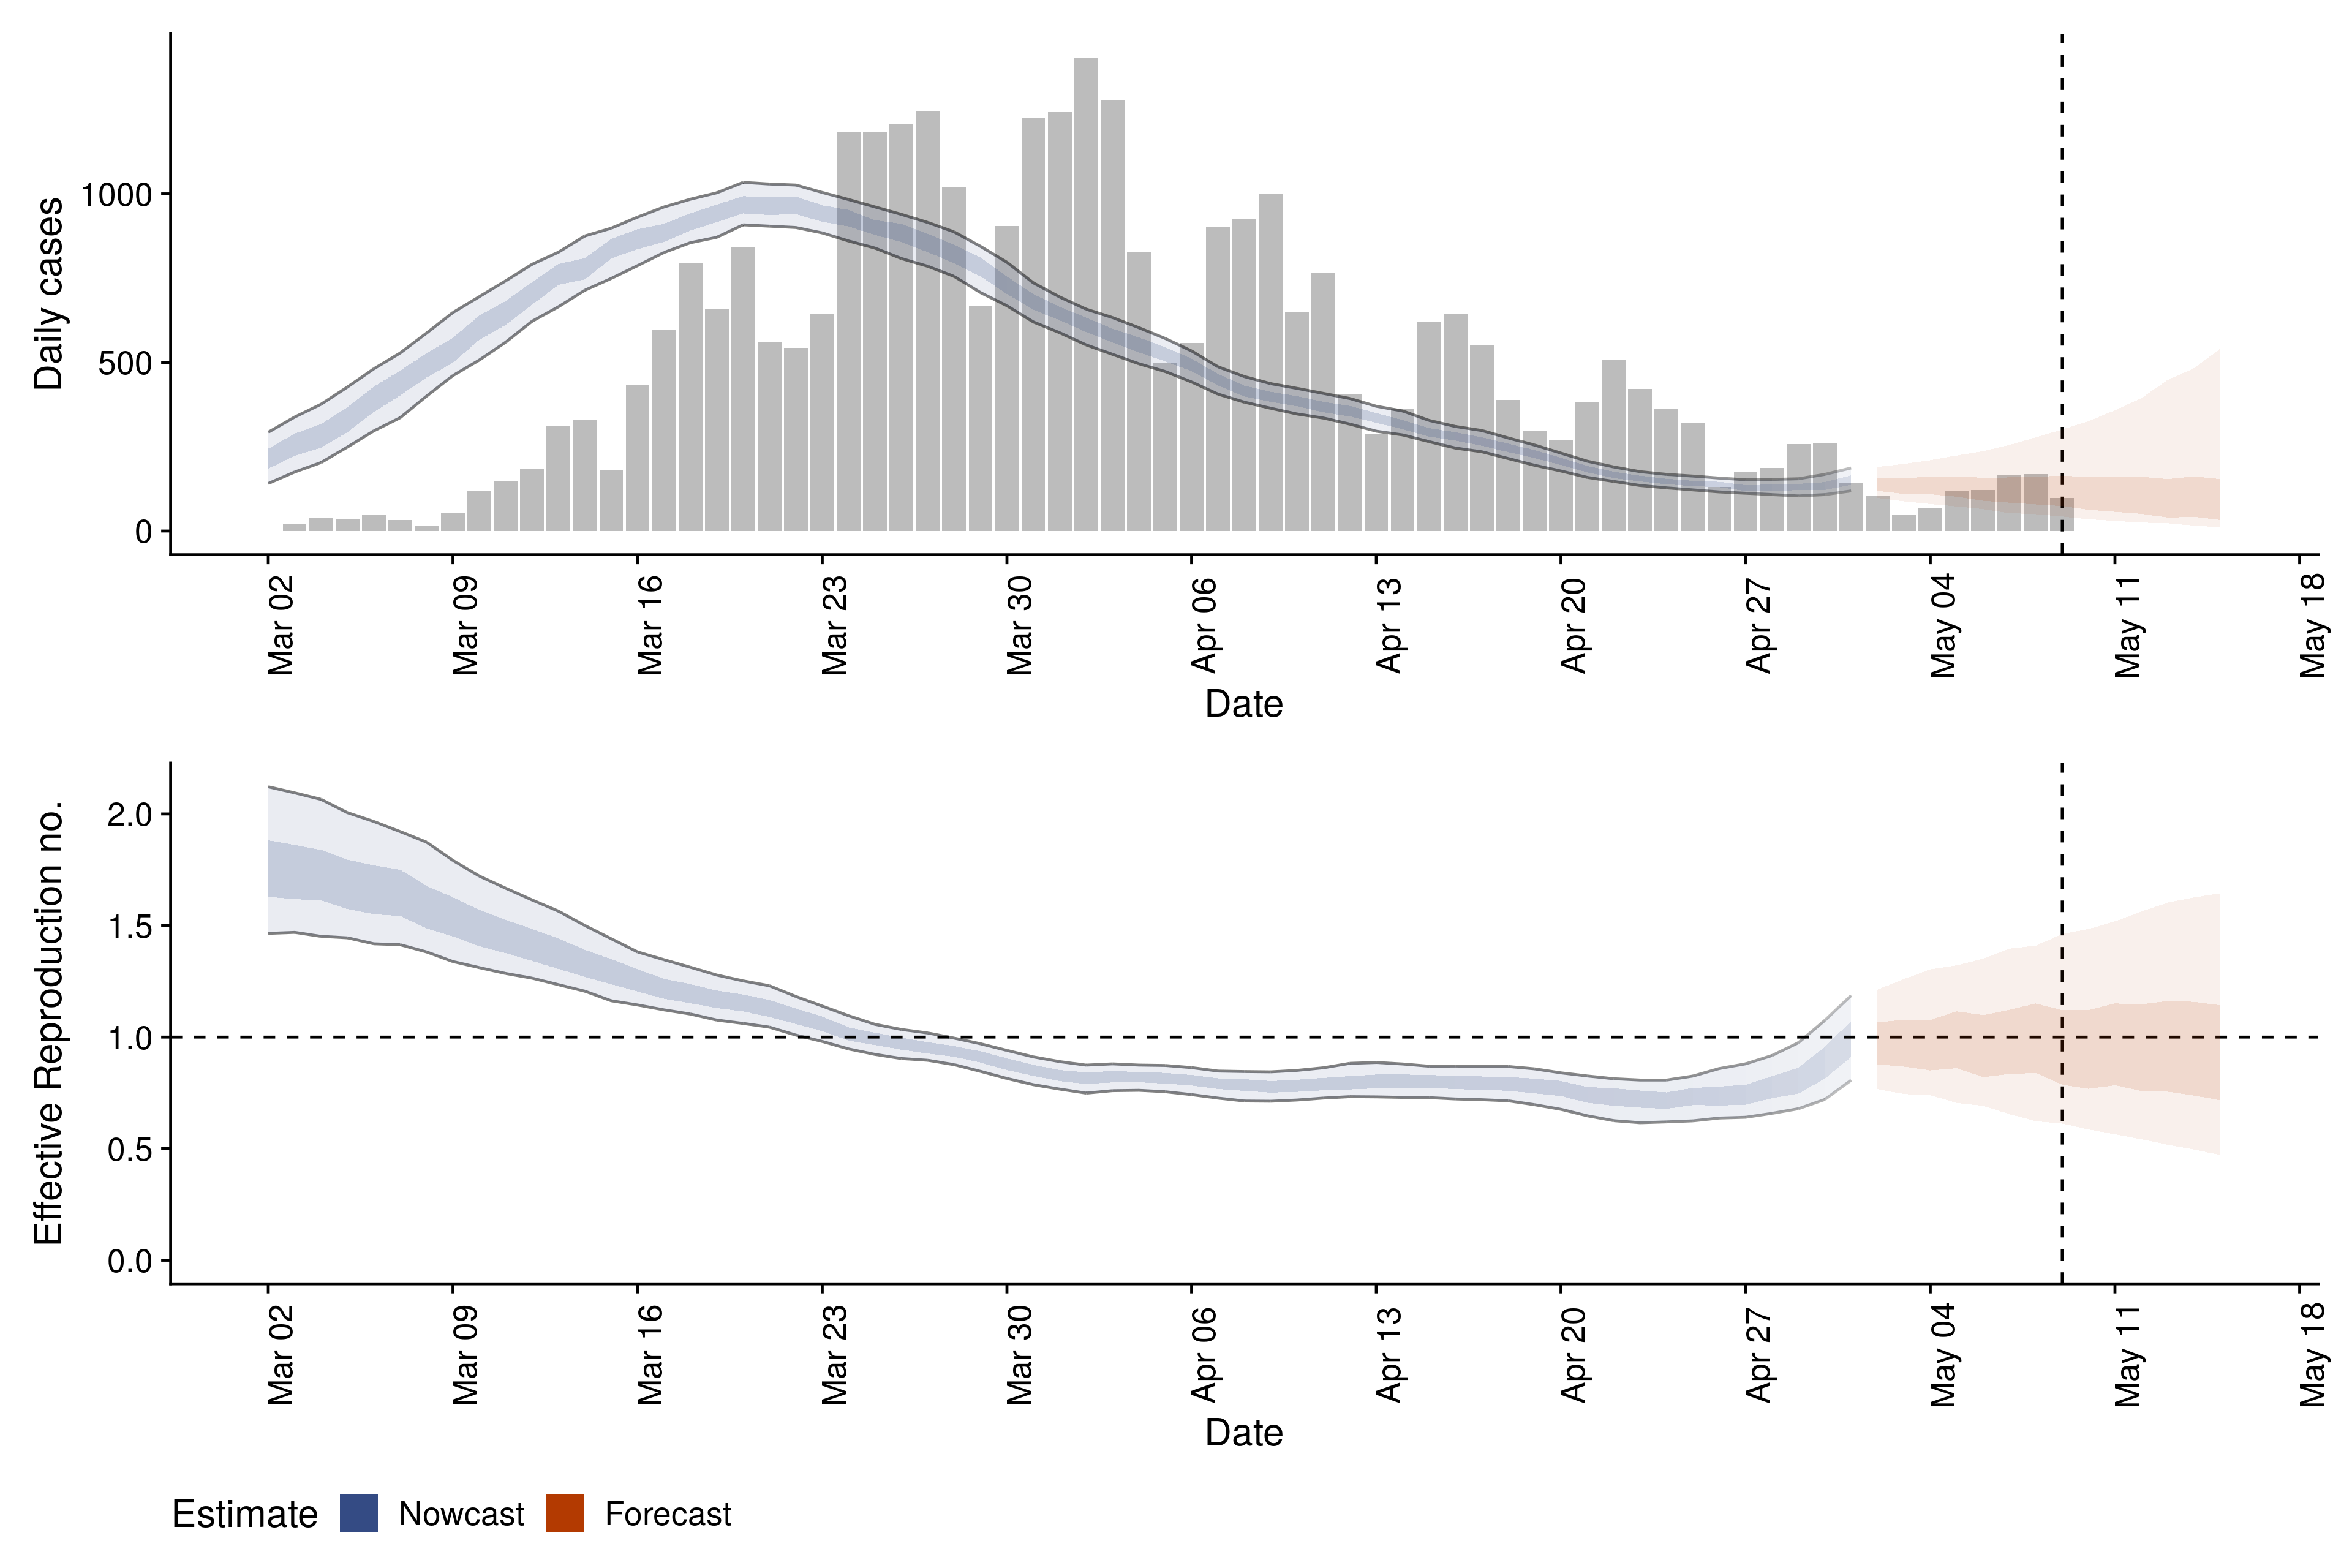 Daily cases
1000
500
0
Mar 02
Mar 09
Mar 16
Mar 23
Mar 30
Apr 06
Apr 13
Apr 20
Apr 27
May 04
May 11
May 18
Date
Effective Reproduction no.
2.0
1.5
1.0
0.5
0.0
Mar 02
Mar 09
Mar 16
Mar 23
Mar 30
Apr 06
Apr 13
Apr 20
Apr 27
May 04
May 11
May 18
Date
Estimate Nowcast Forecast